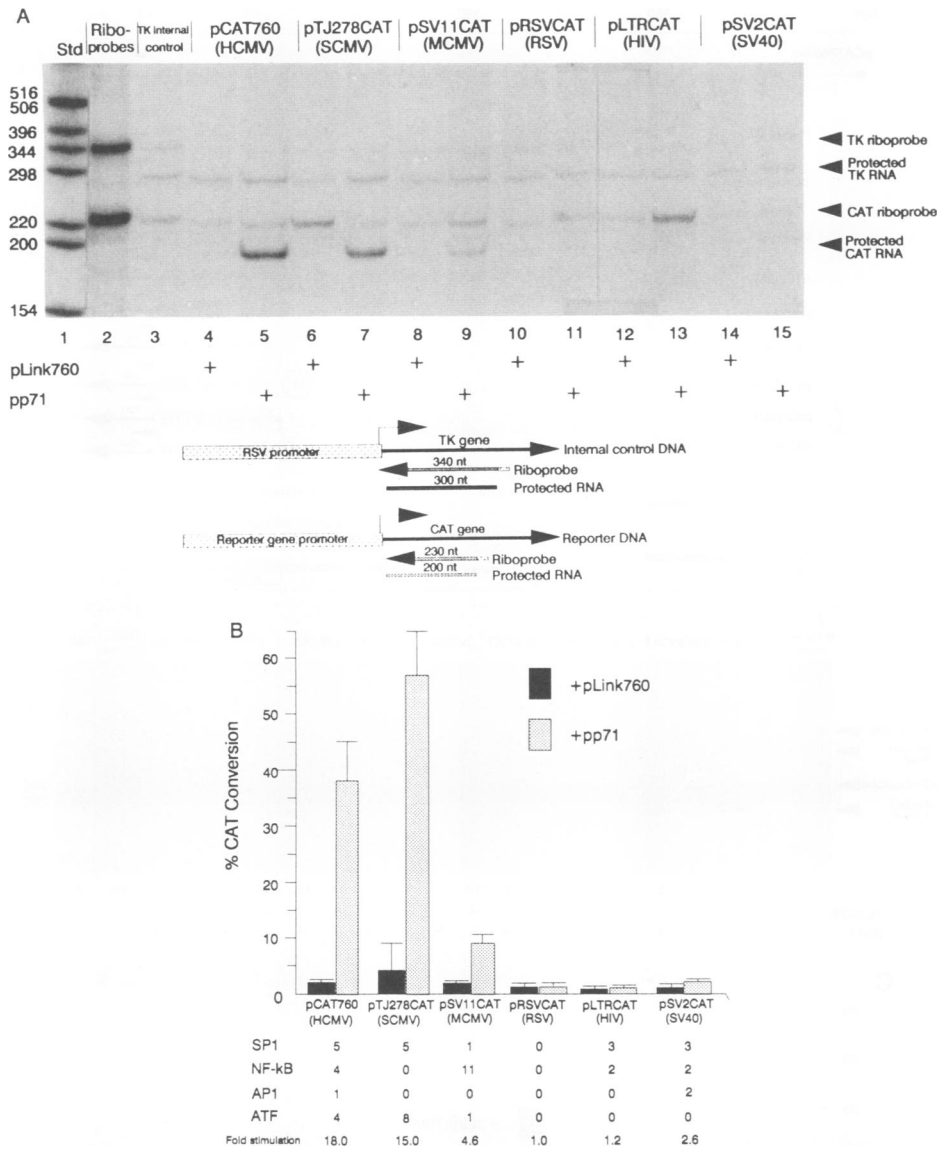 A
Std
Ribo-
probes
TK internal
control
pCAT760
(HCMV)
pTJ278CAT
(SCMV)
pSV11CAT
(MCMV)
pRSVCAT
(RSV)
pLTRCAT
(HIV)
pSV2CAT
(SV40)
516
506
396
344
298
220
200
154
TK riboprobe
Protected
TK RNA
CAT riboprobe
Protected
CAT RNA
1 2 3 4 5 6 7 8 9 10 11 12 13 14 15
pLink760 + + + + + +
pp71 + + + + + +
RSV promoter
TK gene
Internal control DNA
340 nt
Riboprobe
300 nt
Protected RNA
Reporter gene promoter
CAT gene
Reporter DNA
230 nt
Riboprobe
200 nt
Protected RNA
B
% CAT Conversion
60
50
40
30
20
10
0
+pLink760
+pp71
pCAT760 pTJ278CAT pSV11CAT pRSVCAT pLTRCAT pSV2CAT
(HCMV) (SCMV) (MCMV) (RSV) (HIV) (SV40)
SP1 5 5 1 0 3 3
NF-kB 4 0 11 0 2 2
AP1 1 0 0 0 0 2
ATF 4 8 1 0 0 0
Fold stimulation 18.0 15.0 4.6 1.0 1.2 2.6